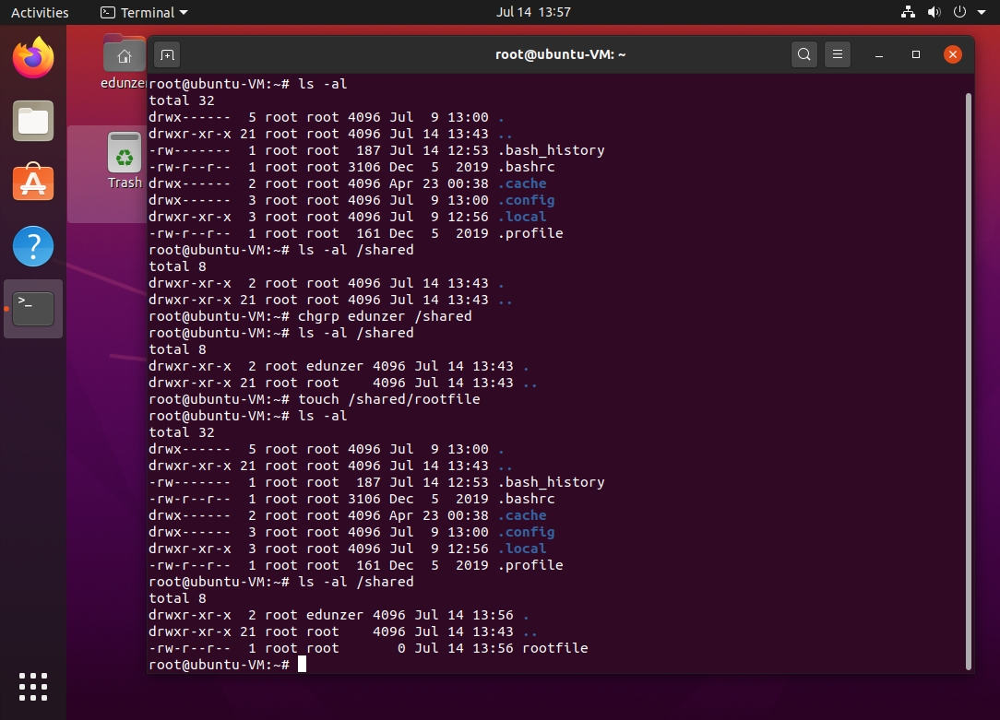 Activities Terminal Jul 14 13:57
root@ubuntu-VM: ~
edunzer
Trash
root@ubuntu-VM:~# ls -al
total 32
drwx------  5 root root 4096 Jul  9 13:00 .
drwxr-xr-x 21 root root 4096 Jul 14 13:43 ..
-rw-------  1 root root  187 Jul 14 12:53 .bash_history
-rw-r--r--  1 root root 3106 Dec  5  2019 .bashrc
drwx------  2 root root 4096 Apr 23 00:38 .cache
drwx------  3 root root 4096 Jul  9 13:00 .config
drwxr-xr-x  3 root root 4096 Jul  9 12:56 .local
-rw-r--r--  1 root root  161 Dec  5  2019 .profile
root@ubuntu-VM:~# ls -al /shared
total 8
drwxr-xr-x  2 root root 4096 Jul 14 13:43 .
drwxr-xr-x 21 root root 4096 Jul 14 13:43 ..
root@ubuntu-VM:~# chgrp edunzer /shared
root@ubuntu-VM:~# ls -al /shared
total 8
drwxr-xr-x  2 root edunzer 4096 Jul 14 13:43 .
drwxr-xr-x 21 root root    4096 Jul 14 13:43 ..
root@ubuntu-VM:~# touch /shared/rootfile
root@ubuntu-VM:~# ls -al
total 32
drwx------  5 root root 4096 Jul  9 13:00 .
drwxr-xr-x 21 root root 4096 Jul 14 13:43 ..
-rw-------  1 root root  187 Jul 14 12:53 .bash_history
-rw-r--r--  1 root root 3106 Dec  5  2019 .bashrc
drwx------  2 root root 4096 Apr 23 00:38 .cache
drwx------  3 root root 4096 Jul  9 13:00 .config
drwxr-xr-x  3 root root 4096 Jul  9 12:56 .local
-rw-r--r--  1 root root  161 Dec  5  2019 .profile
root@ubuntu-VM:~# ls -al /shared
total 8
drwxr-xr-x  2 root edunzer 4096 Jul 14 13:56 .
drwxr-xr-x 21 root root    4096 Jul 14 13:43 ..
-rw-r--r--  1 root root       0 Jul 14 13:56 rootfile
root@ubuntu-VM:~#